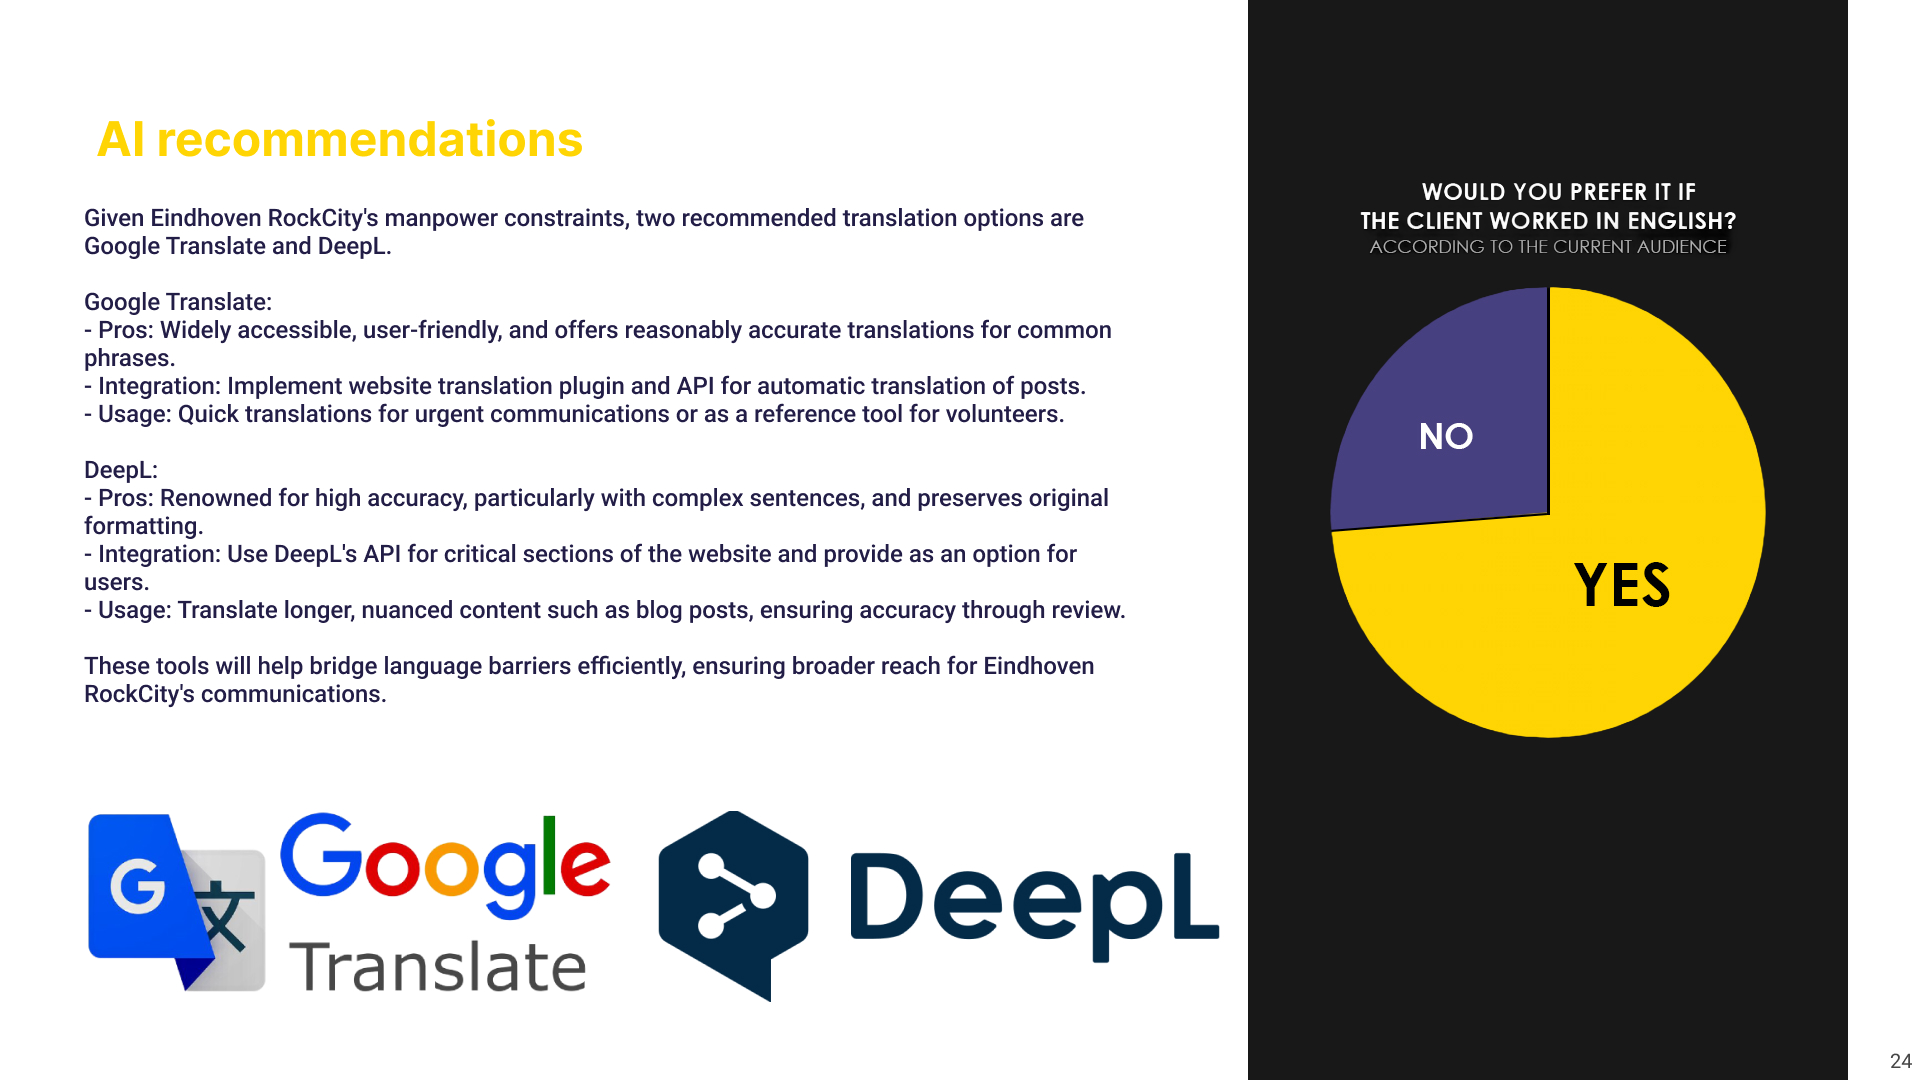 AI recommendations
Given Eindhoven RockCity's manpower constraints, two recommended translation options are
Google Translate and DeepL.
Google Translate:
- Pros: Widely accessible, user-friendly, and offers reasonably accurate translations for common
phrases.
- Integration: Implement website translation plugin and API for automatic translation of posts.
- Usage: Quick translations for urgent communications or as a reference tool for volunteers.
DeepL:
- Pros: Renowned for high accuracy, particularly with complex sentences, and preserves original
formatting.
- Integration: Use DeepL's API for critical sections of the website and provide as an option for
users.
- Usage: Translate longer, nuanced content such as blog posts, ensuring accuracy through review.
These tools will help bridge language barriers efficiently, ensuring broader reach for Eindhoven
RockCity's communications.
G 文
Google
Translate
DeepL
WOULD YOU PREFER IT IF
THE CLIENT WORKED IN ENGLISH?
ACCORDING TO THE CURRENT AUDIENCE
NO
YES
24